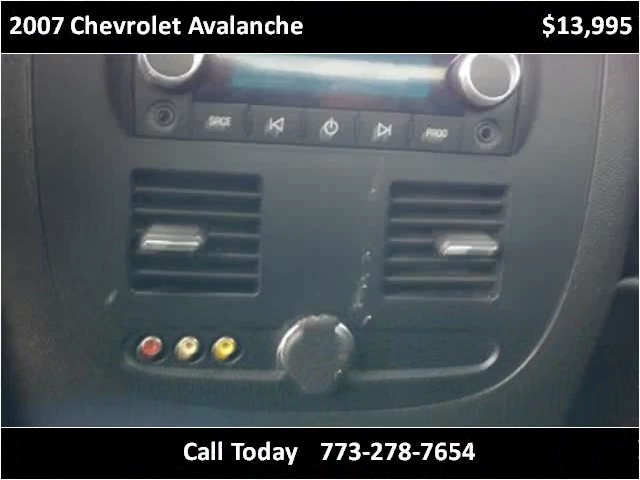 2007 Chevrolet Avalanche $13,995
SRCE PROG
Call Today 773-278-7654